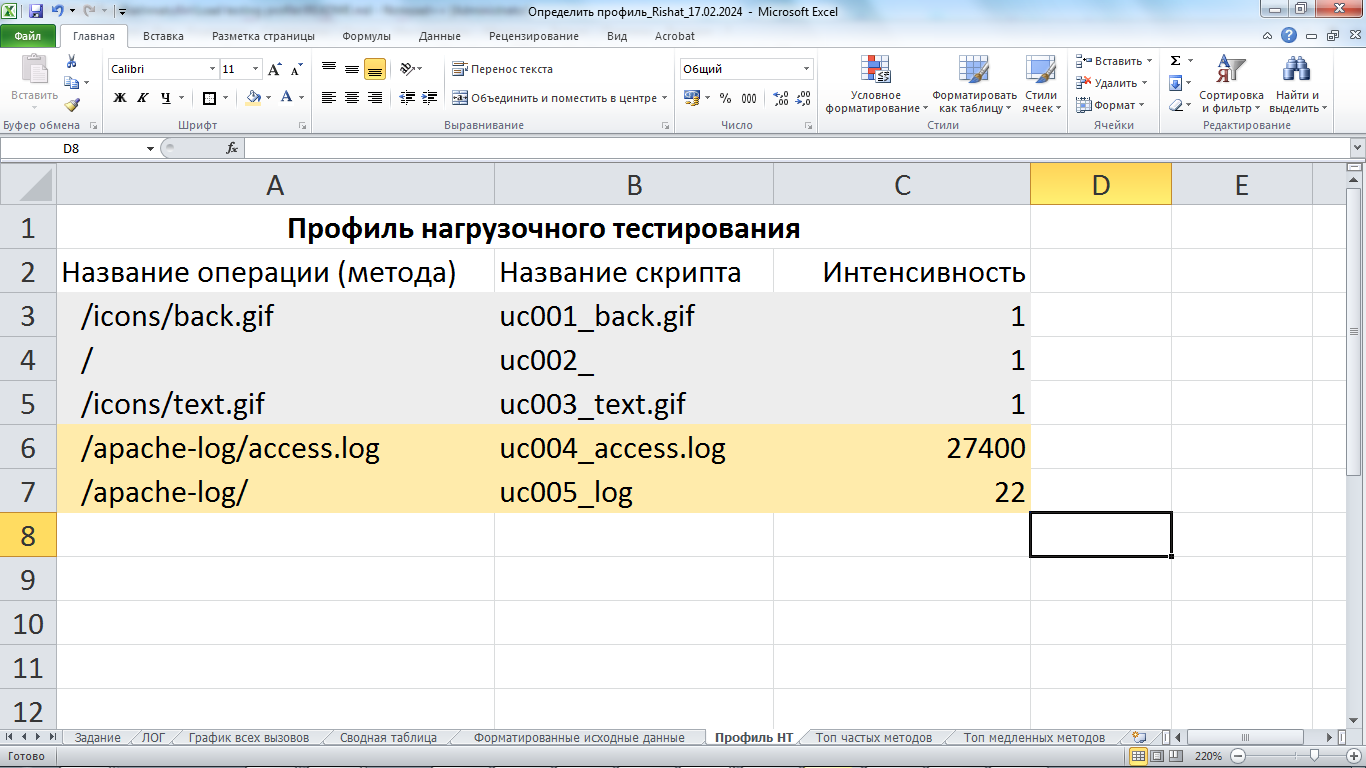 Определить профиль_Rishat_17.02.2024 - Microsoft Excel
Файл Главная Вставка Разметка страницы Формулы Данные Рецензирование Вид Acrobat
Вставить
Буфер обмена
Calibri 11
Ж К Ч
Шрифт
Перенос текста
Объединить и поместить в центре
Выравнивание
Общий
% 000
Число
Условное форматирование
Форматировать как таблицу
Стили ячеек
Стили
Вставить
Удалить
Формат
Ячейки
Сортировка и фильтр
Найти и выделить
Редактирование
D8 fx
A B C D E
1 Профиль нагрузочного тестирования
2 Название операции (метода) Название скрипта Интенсивность
3 /icons/back.gif uc001_back.gif 1
4 / uc002_ 1
5 /icons/text.gif uc003_text.gif 1
6 /apache-log/access.log uc004_access.log 27400
7 /apache-log/ uc005_log 22
8
9
10
11
12
Задание ЛОГ График всех вызовов Сводная таблица Форматированные исходные данные Профиль НТ Топ частых методов Топ медленных методов
Готово 220%